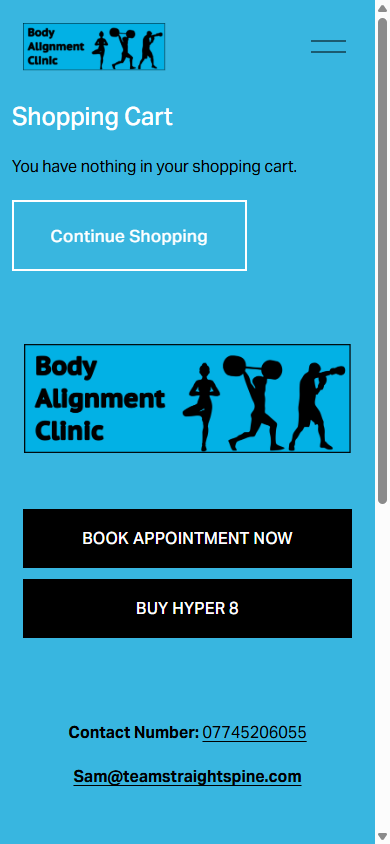 Body
Alignment
Clinic
Shopping Cart
You have nothing in your shopping cart.
Continue Shopping
Body
Alignment
Clinic
BOOK APPOINTMENT NOW
BUY HYPER 8
Contact Number: 07745206055
Sam@teamstraightspine.com